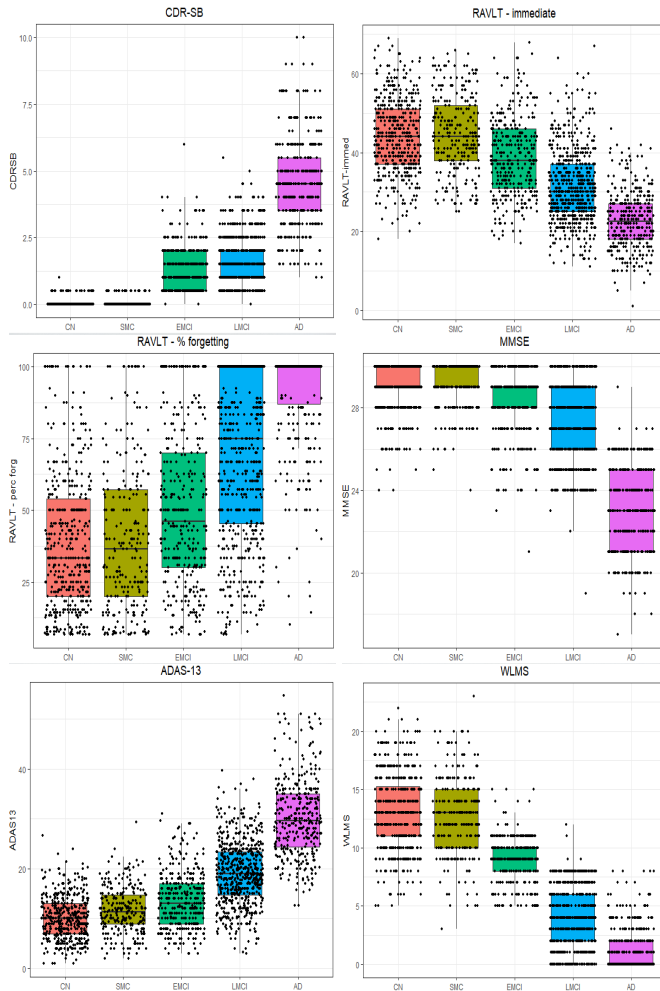 CDR-SB
CDRSB
10.0
7.5
5.0
2.5
0.0
CN SMC EMCI LMCI AD
RAVLT - immediate
RAVLT-immed
60
40
20
0
CN SMC EMCI LMCI AD
RAVLT - % forgetting
RAVLT - perc forg
100
75
50
25
CN SMC EMCI LMCI AD
MMSE
MMSE
28
24
20
CN SMC EMCI LMCI AD
ADAS-13
ADAS13
40
20
0
CN SMC EMCI LMCI AD
WLMS
WLMS
20
15
10
5
0
CN SMC EMCI LMCI AD